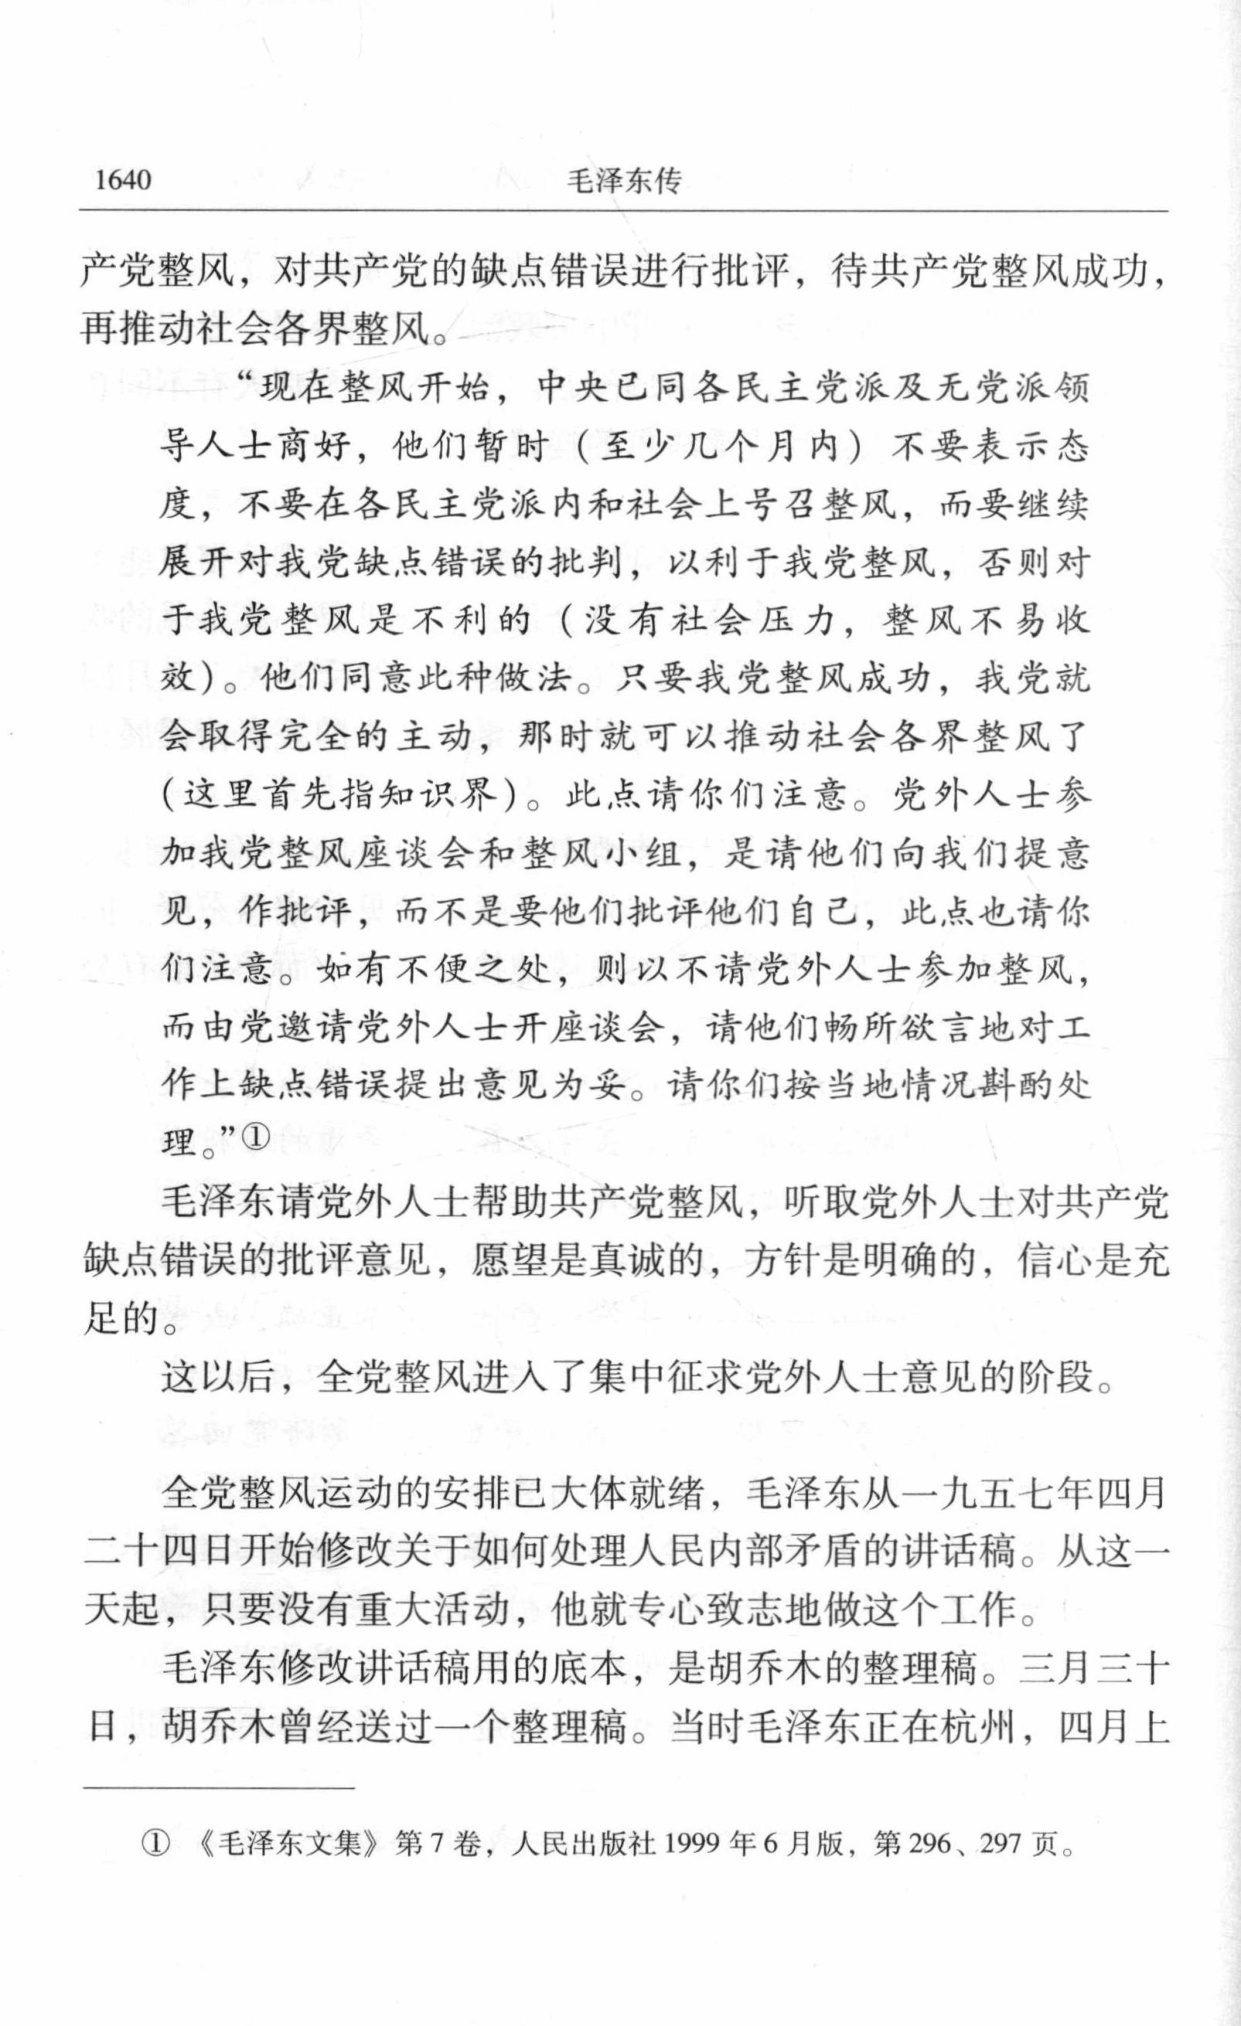 1640
毛泽东传
产党整风，对共产党的缺点错误进行批评，待共产党整风成功，
再推动社会各界整风。
“现在整风开始，中央已同各民主党派及无党派领
导人士商好，他们暂时（至少几个月内）不要表示态
度，不要在各民主党派内和社会上号召整风，而要继续
展开对我党缺点错误的批判，以利于我党整风，否则对
于我党整风是不利的（没有社会压力，整风不易收
效）。他们同意此种做法。只要我党整风成功，我党就
会取得完全的主动，那时就可以推动社会各界整风了
（这里首先指知识界）。此点请你们注意。党外人士参
加我党整风座谈会和整风小组，是请他们向我们提意
见，作批评，而不是要他们批评他们自己，此点也请你
们注意。如有不便之处，则以不请党外人士参加整风，
而由党邀请党外人士开座谈会，请他们畅所欲言地对工
作上缺点错误提出意见为妥。请你们按当地情况斟酌处
理。”①
毛泽东请党外人士帮助共产党整风，听取党外人士对共产党
缺点错误的批评意见，愿望是真诚的，方针是明确的，信心是充
足的。
这以后，全党整风进入了集中征求党外人士意见的阶段。
全党整风运动的安排已大体就绪，毛泽东从一九五七年四月
二十四日开始修改关于如何处理人民内部矛盾的讲话稿。从这一
天起，只要没有重大活动，他就专心致志地做这个工作。
毛泽东修改讲话稿用的底本，是胡乔木的整理稿。三月三十
日，胡乔木曾经送过一个整理稿。当时毛泽东正在杭州，四月上
① 《毛泽东文集》第 7 卷，人民出版社 1999 年 6 月版，第 296、297 页。